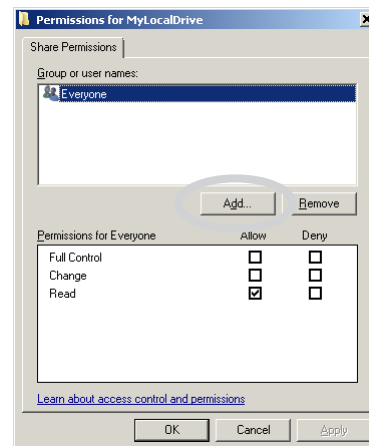 Permissions for MyLocalDrive
Share Permissions
Group or user names:
Everyone
Add... Remove
Permissions for Everyone Allow Deny
Full Control
Change
Read
Learn about access control and permissions
OK Cancel Apply